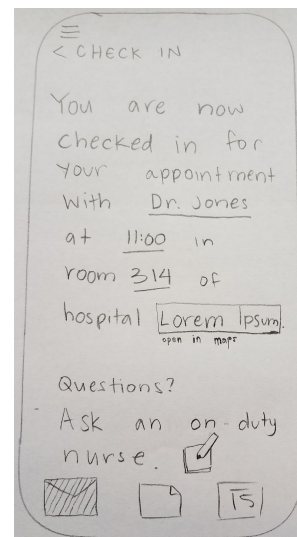 < CHECK IN
You are now
checked in for
your appointment
with Dr. Jones
at 11:00 in
room 314 of
hospital Lorem Ipsum.
open in maps
Questions?
Ask an on-duty
nurse.
15